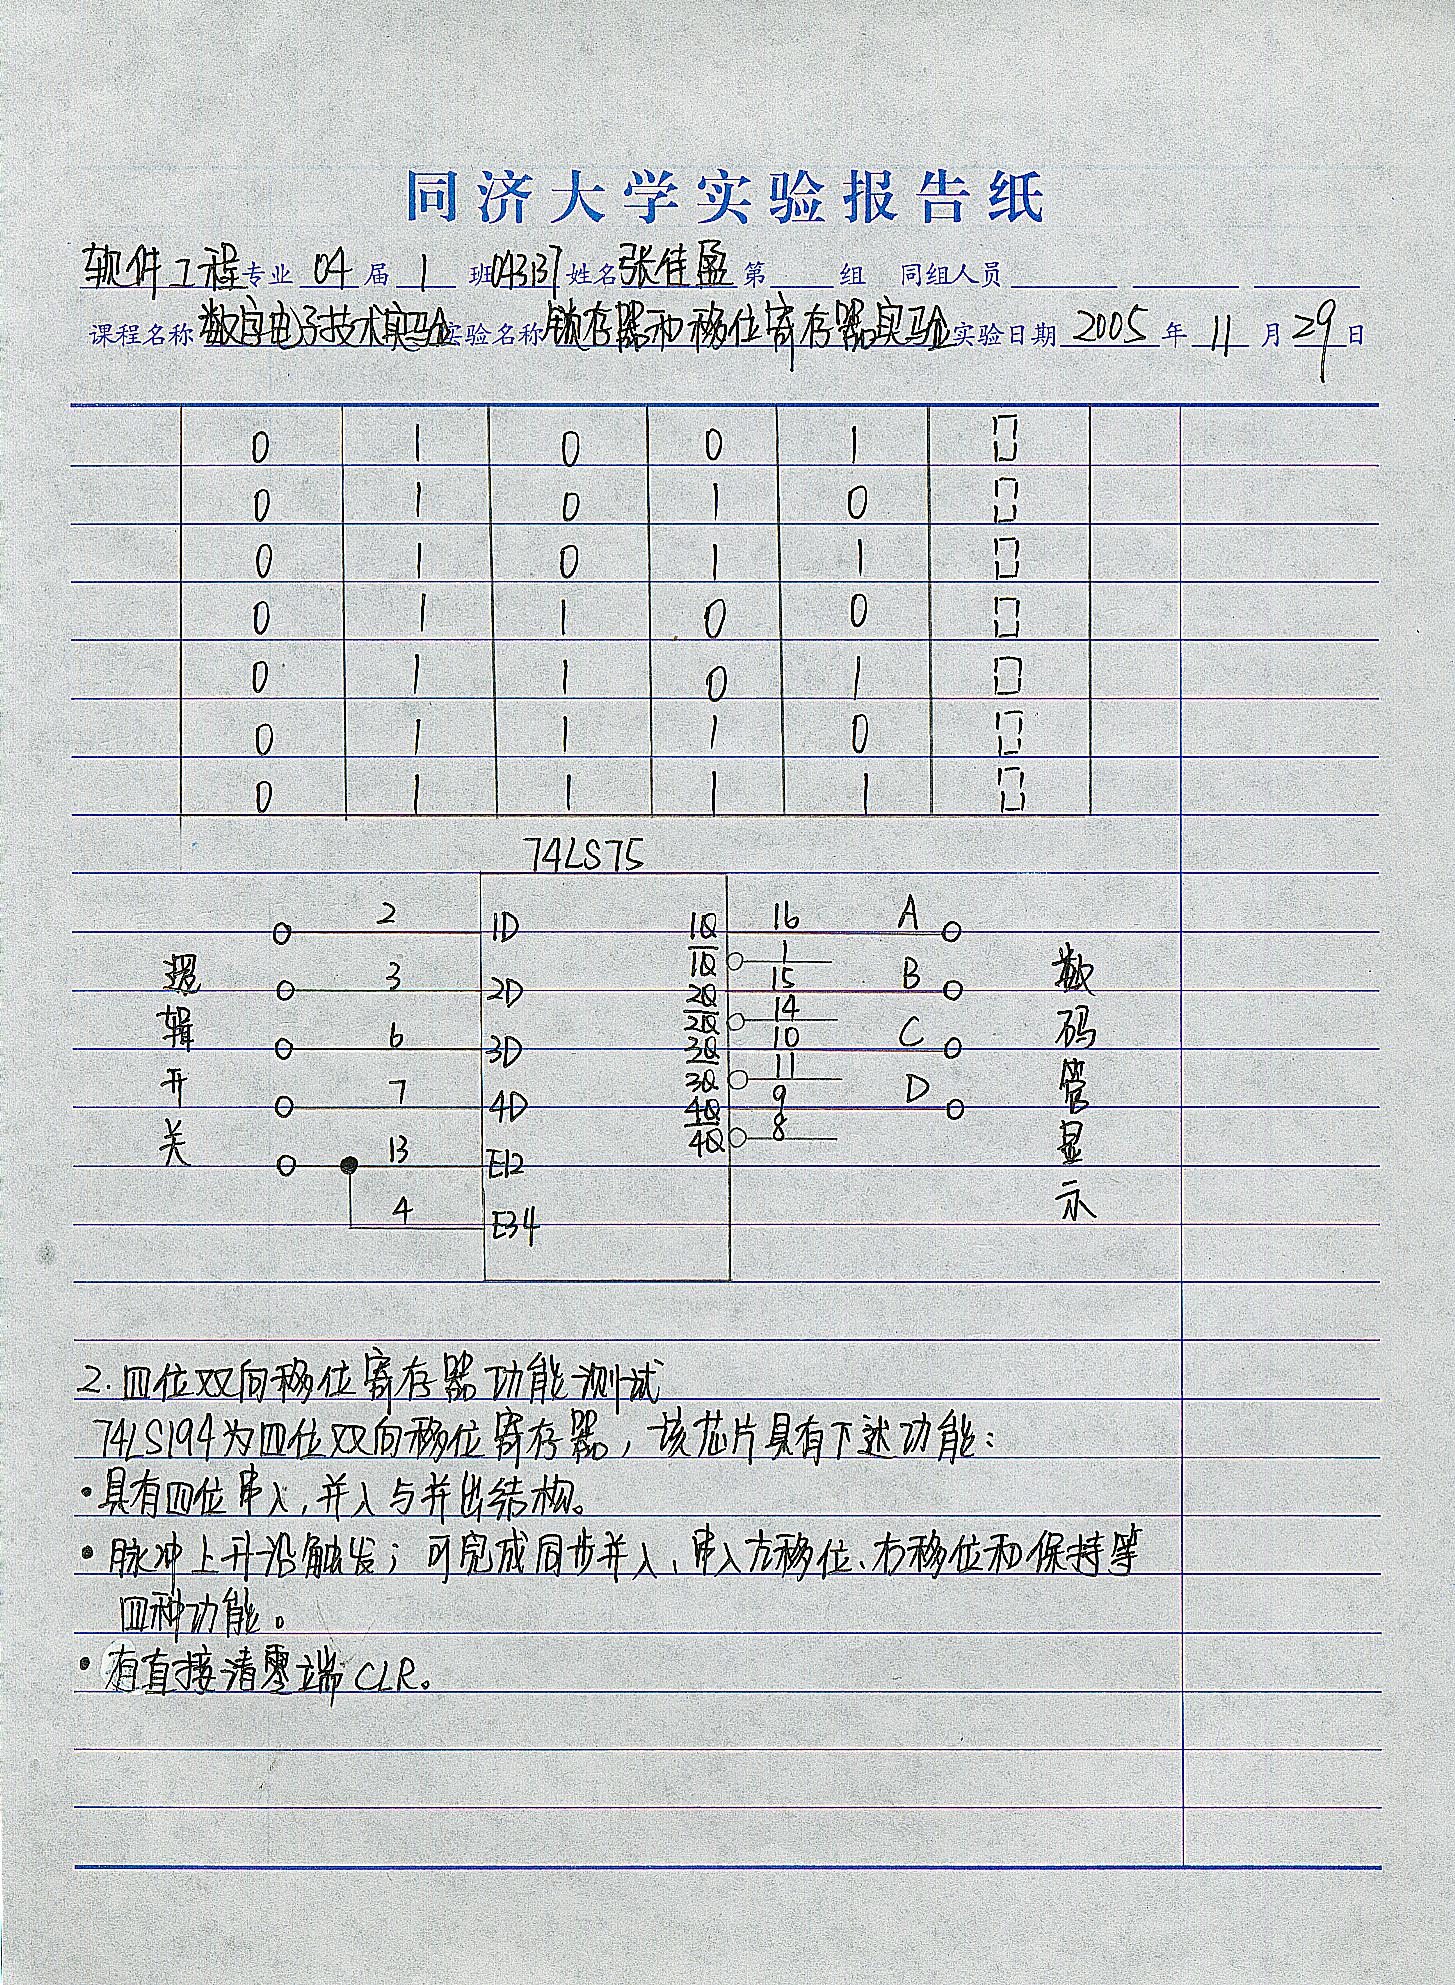 同济大学实验报告纸
软件工程专业 04 届 1 班 043137 姓名 张佳盈 第 组 同组人员
课程名称 数字电子技术实验 实验名称 锁存器和移位寄存器实验 实验日期 2005 年 11 月 29 日
0 1 0 0 1
0 1 0 1 0
0 1 0 1 1
0 1 1 0 0
0 1 1 0 1
0 1 1 1 0
0 1 1 1 1
74LS75
2 1D 1Q 16 A
1Q 1
3 2D 2Q 15 B
2Q 14
6 3D 3Q 10 C
3Q 11
7 4D 4Q 9 D
4Q 8
13 E12
4 E34
逻辑开关
数码管显示
2. 四位双向移位寄存器功能测试
74LS194为四位双向移位寄存器，该芯片具有下述功能：
·具有四位串入，并入与并出结构。
·脉冲上升沿触发；可完成同步并入、串入左移位、右移位和保持等
四种功能。
·有直接清零端CLR。